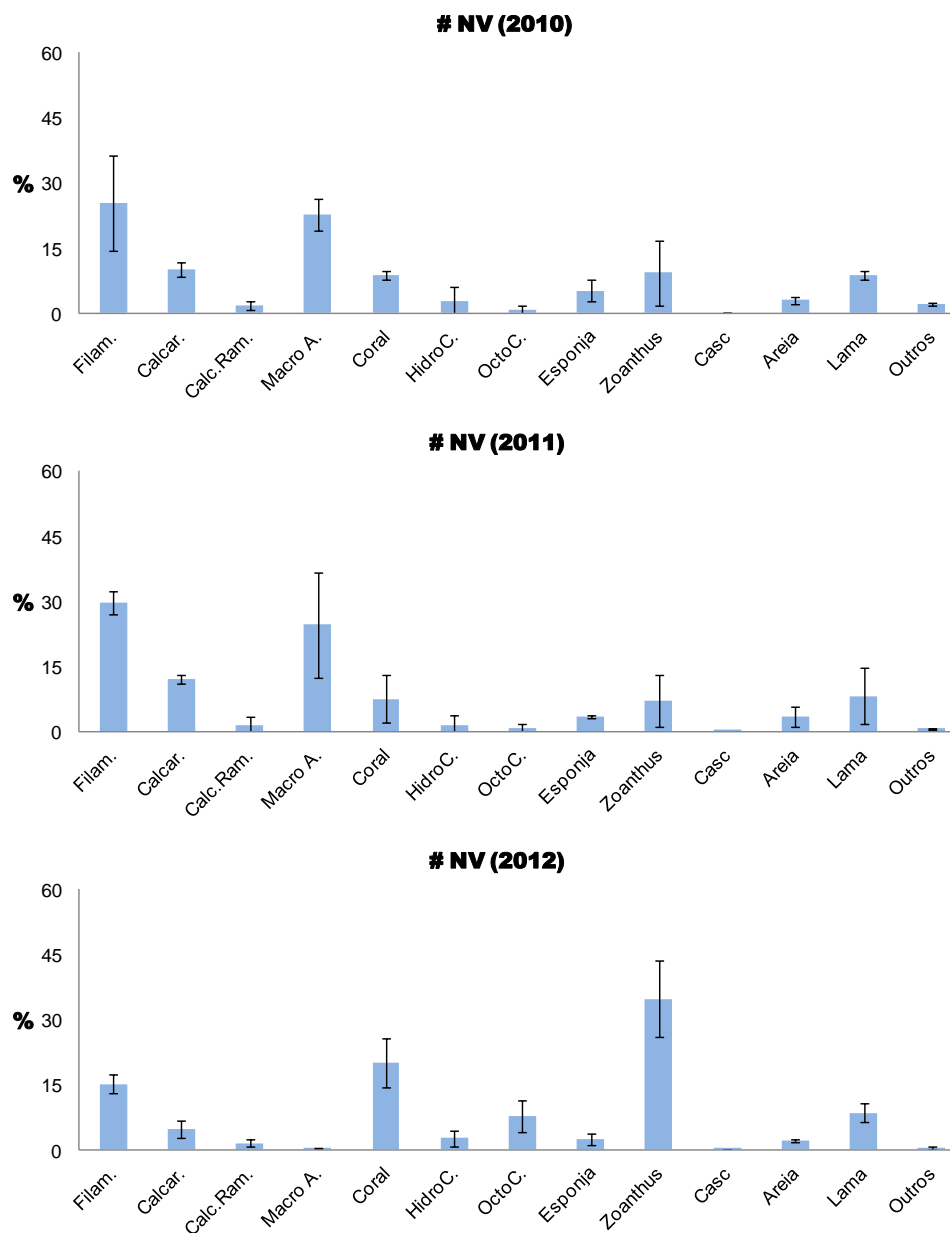 # NV (2010)
60
45
%
30
15
0
Filam.
Calcar.
Calc.Ram.
Macro A.
Coral
HidroC.
OctoC.
Esponja
Zoanthus
Casc
Areia
Lama
Outros
# NV (2011)
60
45
%
30
15
0
Filam.
Calcar.
Calc.Ram.
Macro A.
Coral
HidroC.
OctoC.
Esponja
Zoanthus
Casc
Areia
Lama
Outros
# NV (2012)
60
45
%
30
15
0
Filam.
Calcar.
Calc.Ram.
Macro A.
Coral
HidroC.
OctoC.
Esponja
Zoanthus
Casc
Areia
Lama
Outros